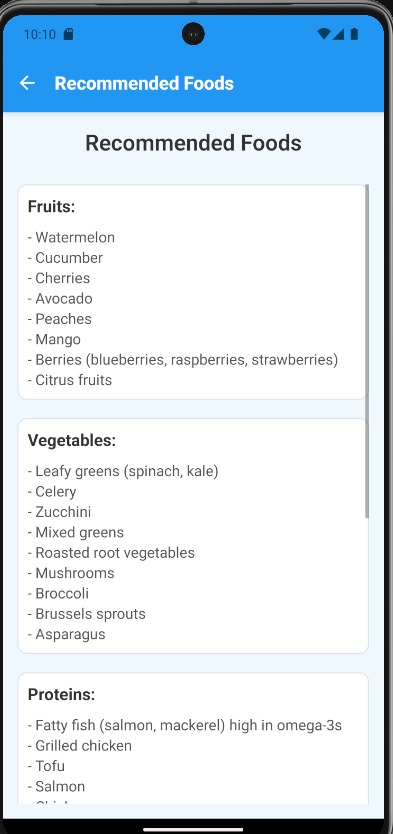 10:10
Recommended Foods
Recommended Foods
Fruits:
- Watermelon
- Cucumber
- Cherries
- Avocado
- Peaches
- Mango
- Berries (blueberries, raspberries, strawberries)
- Citrus fruits
Vegetables:
- Leafy greens (spinach, kale)
- Celery
- Zucchini
- Mixed greens
- Roasted root vegetables
- Mushrooms
- Broccoli
- Brussels sprouts
- Asparagus
Proteins:
- Fatty fish (salmon, mackerel) high in omega-3s
- Grilled chicken
- Tofu
- Salmon